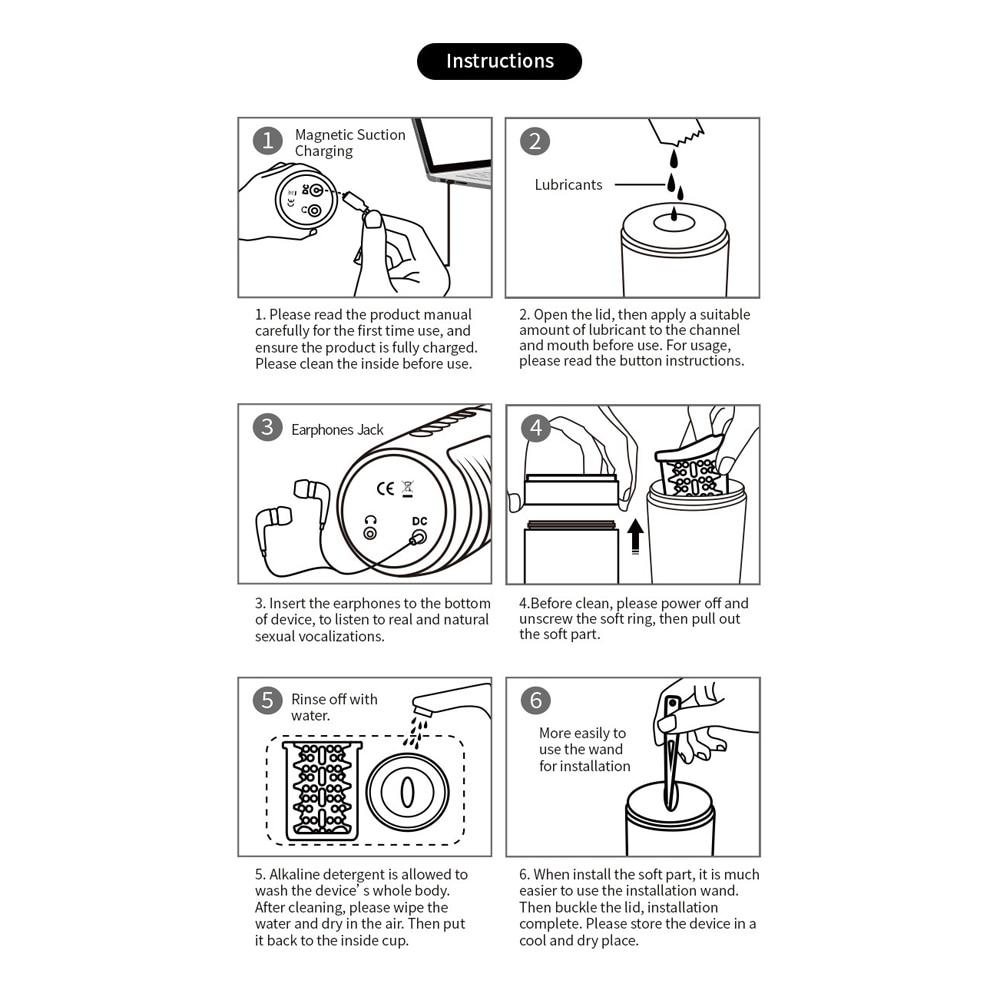 Instructions
1
Magnetic Suction
Charging
DC
CE
2
Lubricants
1. Please read the product manual
carefully for the first time use, and
ensure the product is fully charged.
Please clean the inside before use.
2. Open the lid, then apply a suitable
amount of lubricant to the channel
and mouth before use. For usage,
please read the button instructions.
3
Earphones Jack
CE
DC
4
3. Insert the earphones to the bottom
of device, to listen to real and natural
sexual vocalizations.
4.Before clean, please power off and
unscrew the soft ring, then pull out
the soft part.
5
Rinse off with
water.
6
More easily to
use the wand
for installation
5. Alkaline detergent is allowed to
wash the device’s whole body.
After cleaning, please wipe the
water and dry in the air. Then put
it back to the inside cup.
6. When install the soft part, it is much
easier to use the installation wand.
Then buckle the lid, installation
complete. Please store the device in a
cool and dry place.